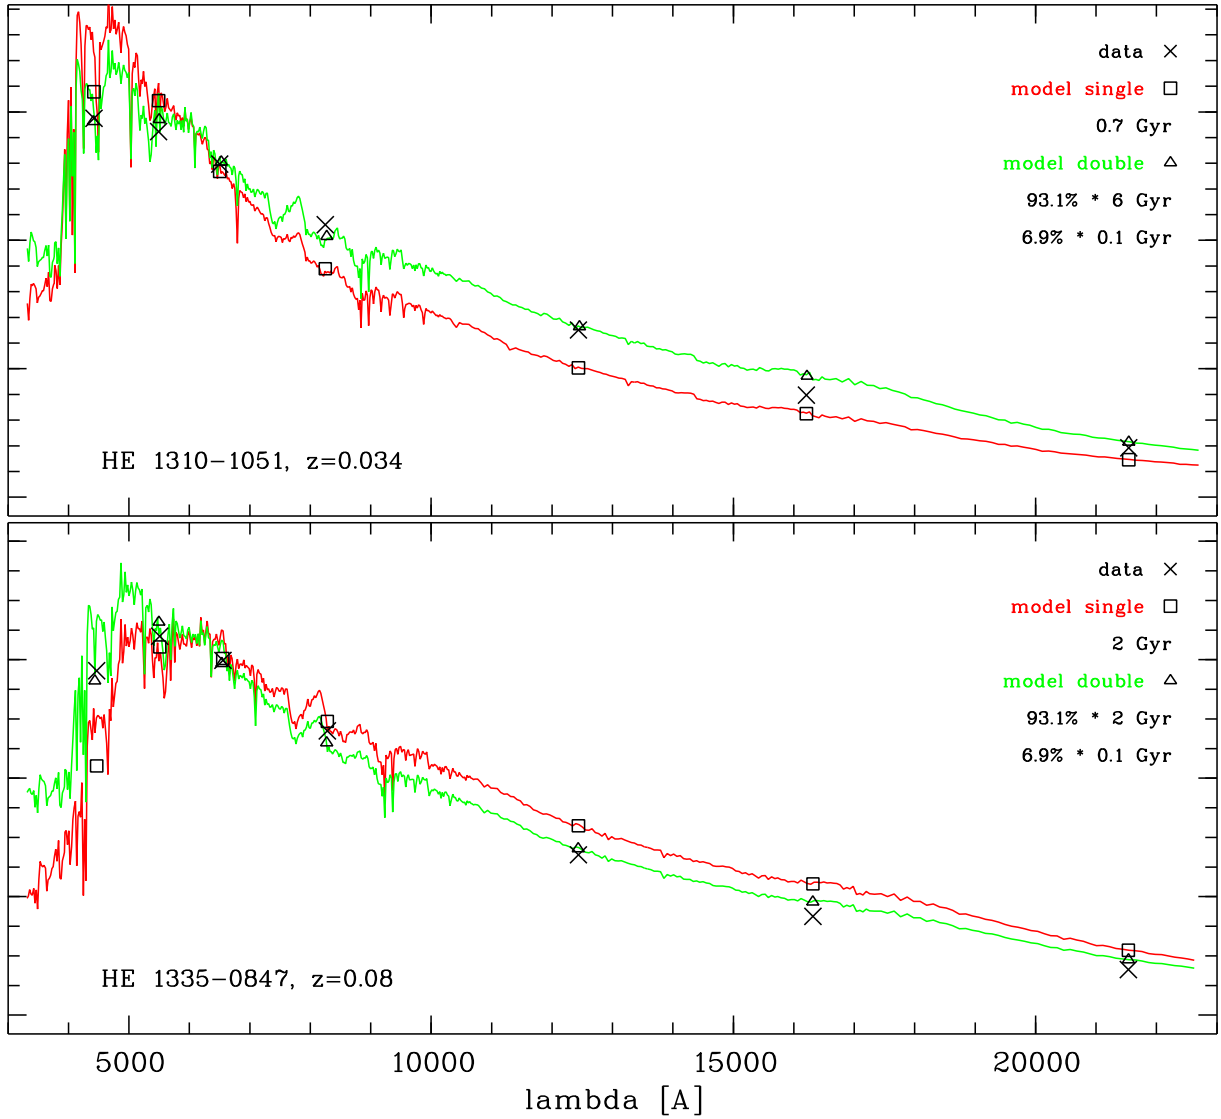 data
model single
0.7 Gyr
model double
93.1% * 6 Gyr
6.9% * 0.1 Gyr
HE 1310−1051, z=0.034
data
model single
2 Gyr
model double
93.1% * 2 Gyr
6.9% * 0.1 Gyr
HE 1335−0847, z=0.08
5000 10000 15000 20000
lambda [A]